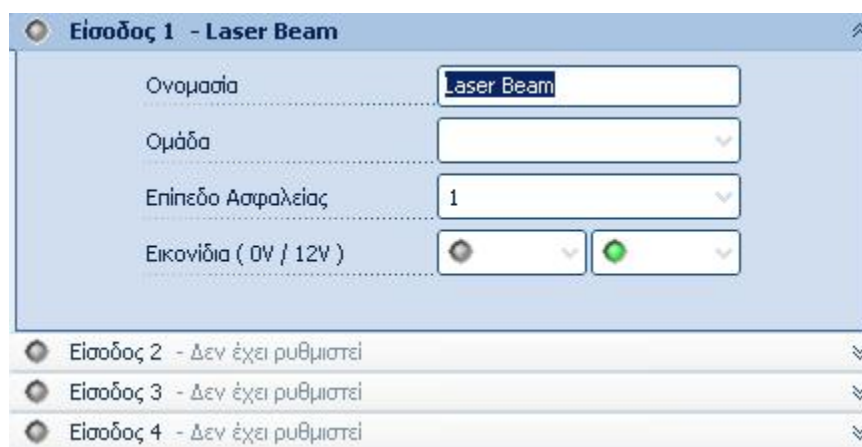 Είσοδος 1 - Laser Beam
Ονομασία Laser Beam
Ομάδα
Επίπεδο Ασφαλείας 1
Εικονίδια ( 0V / 12V )
Είσοδος 2 - Δεν έχει ρυθμιστεί
Είσοδος 3 - Δεν έχει ρυθμιστεί
Είσοδος 4 - Δεν έχει ρυθμιστεί